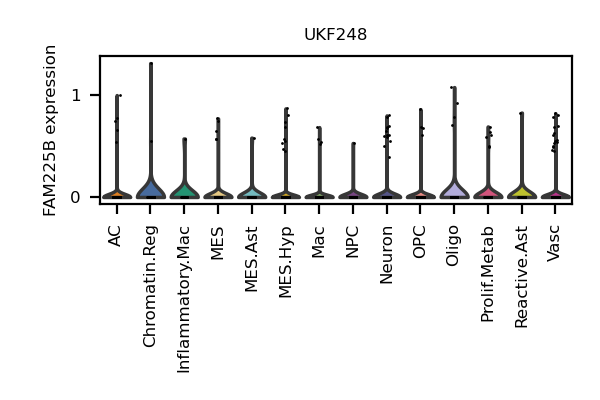 UKF248
FAM225B expression
1
0
AC
Chromatin.Reg
Inflammatory.Mac
MES
MES.Ast
MES.Hyp
Mac
NPC
Neuron
OPC
Oligo
Prolif.Metab
Reactive.Ast
Vasc